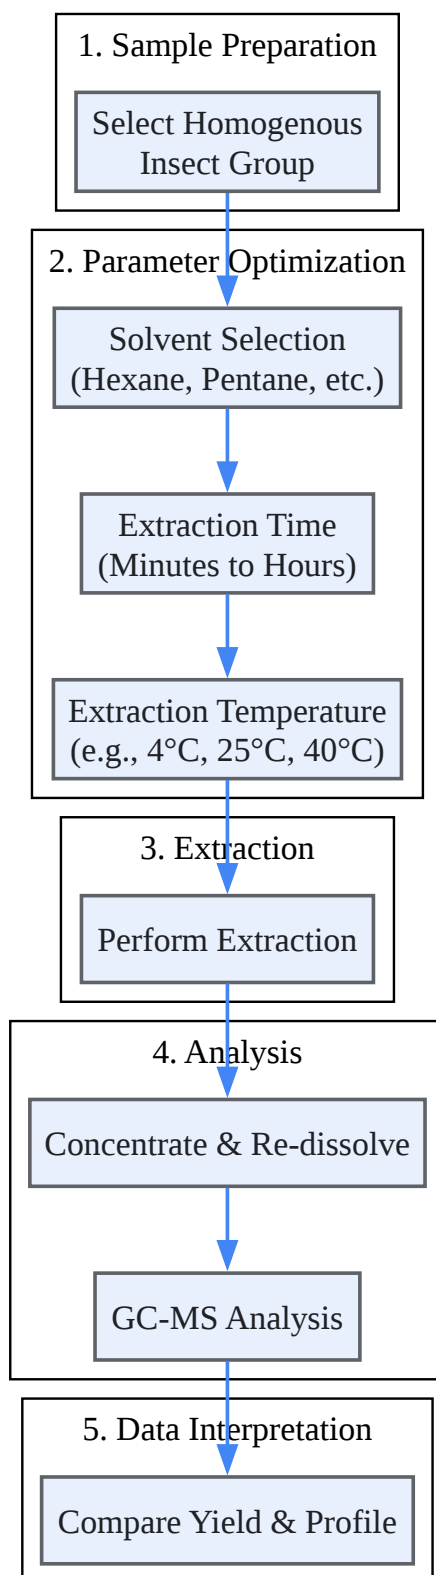 1. Sample Preparation
Select Homogenous
Insect Group
2. Parameter Optimization
Solvent Selection
(Hexane, Pentane, etc.)
Extraction Time
(Minutes to Hours)
Extraction Temperature
(e.g., 4°C, 25°C, 40°C)
3. Extraction
Perform Extraction
4. Analysis
Concentrate & Re-dissolve
GC-MS Analysis
5. Data Interpretation
Compare Yield & Profile